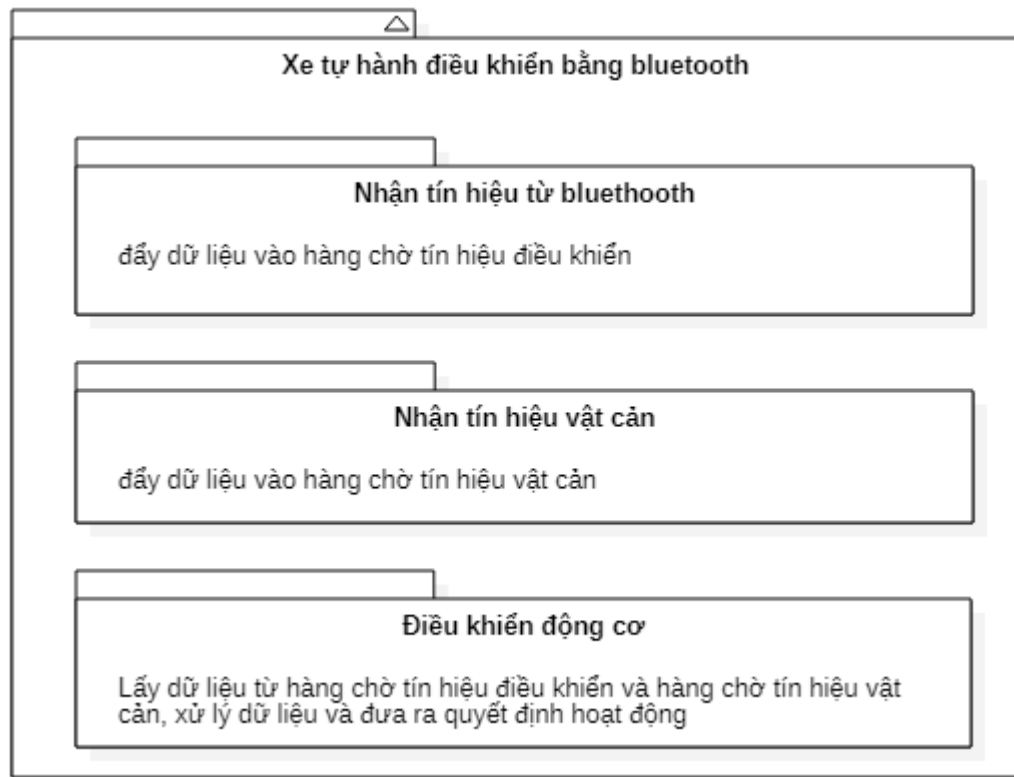 Xe tự hành điều khiển bằng bluetooth
Nhận tín hiệu từ bluethooth
đẩy dữ liệu vào hàng chờ tín hiệu điều khiển
Nhận tín hiệu vật cản
đẩy dữ liệu vào hàng chờ tín hiệu vật cản
Điều khiển động cơ
Lấy dữ liệu từ hàng chờ tín hiệu điều khiển và hàng chờ tín hiệu vật
cản, xử lý dữ liệu và đưa ra quyết định hoạt động